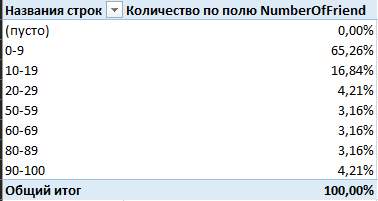 Названия строк Количество по полю NumberOfFriend
(пусто) 0,00%
0-9 65,26%
10-19 16,84%
20-29 4,21%
50-59 3,16%
60-69 3,16%
80-89 3,16%
90-100 4,21%
Общий итог 100,00%